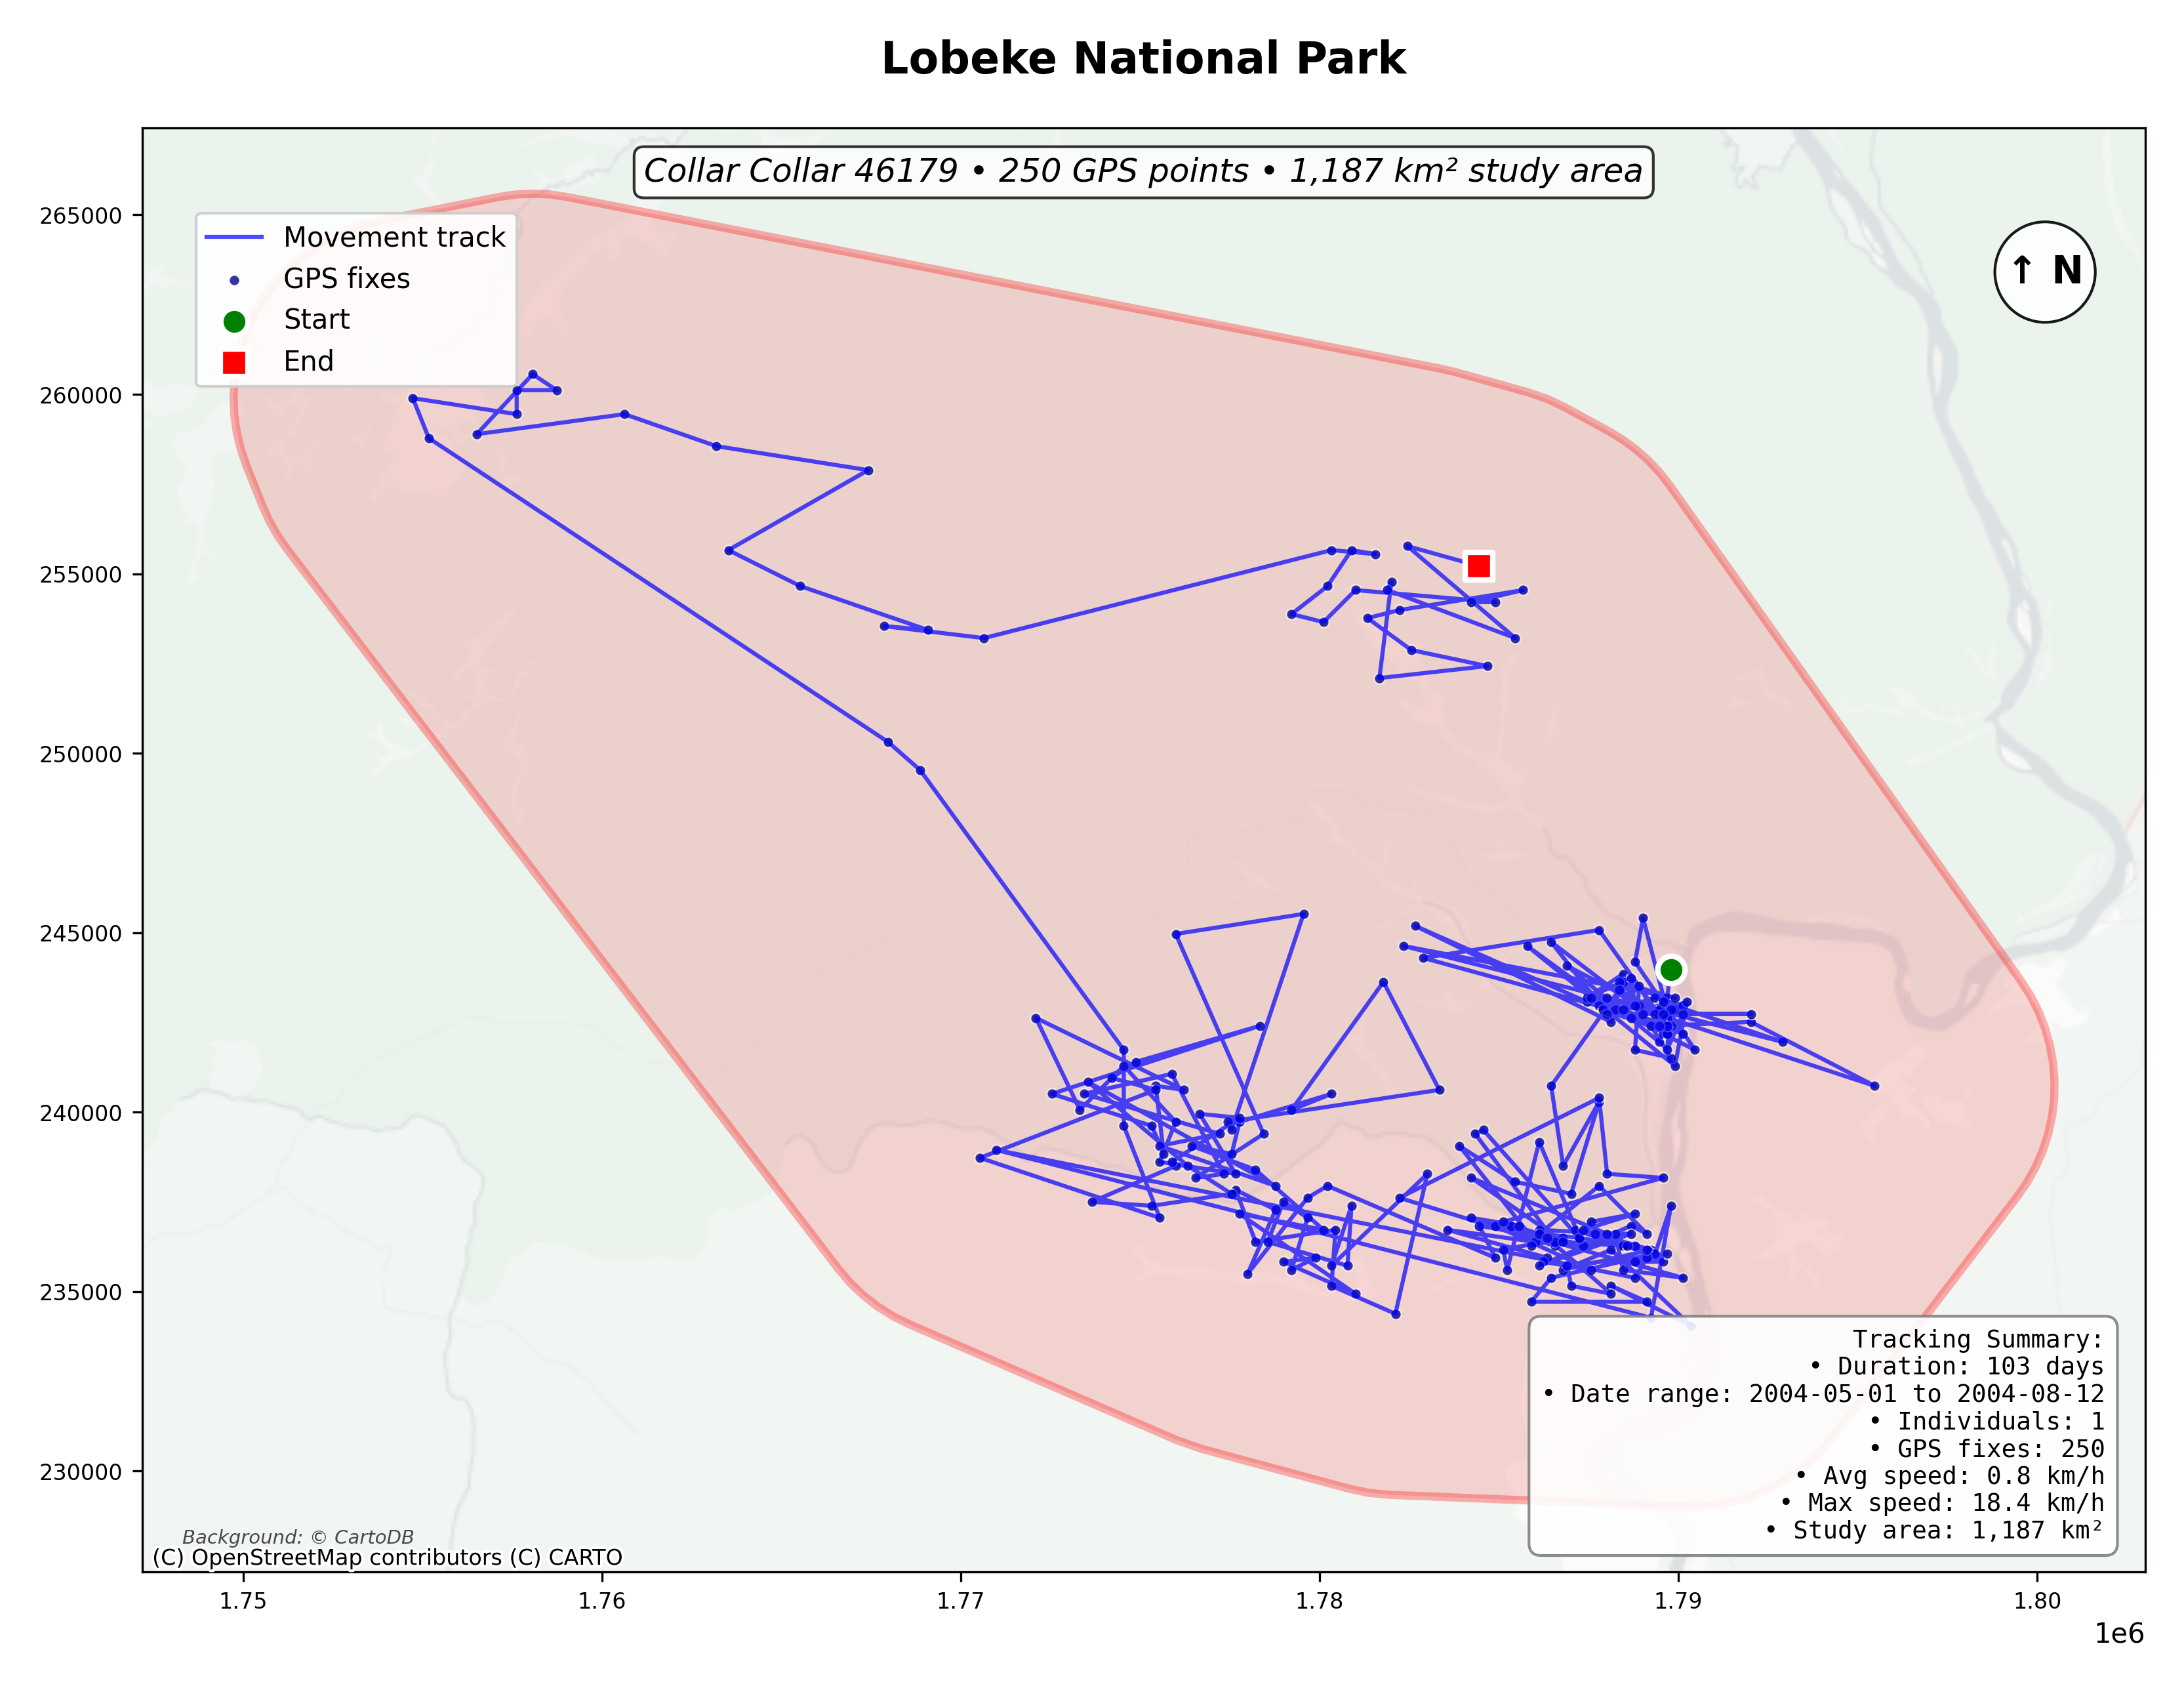 Lobeke National Park
Collar Collar 46179 • 250 GPS points • 1,187 km² study area
Movement track
GPS fixes
Start
End
↑ N
265000
260000
255000
250000
245000
240000
235000
230000
Tracking Summary:
• Duration: 103 days
• Date range: 2004-05-01 to 2004-08-12
• Individuals: 1
• GPS fixes: 250
• Avg speed: 0.8 km/h
• Max speed: 18.4 km/h
• Study area: 1,187 km²
Background: © CartoDB
(C) OpenStreetMap contributors (C) CARTO
1.75 1.76 1.77 1.78 1.79 1.80
1e6